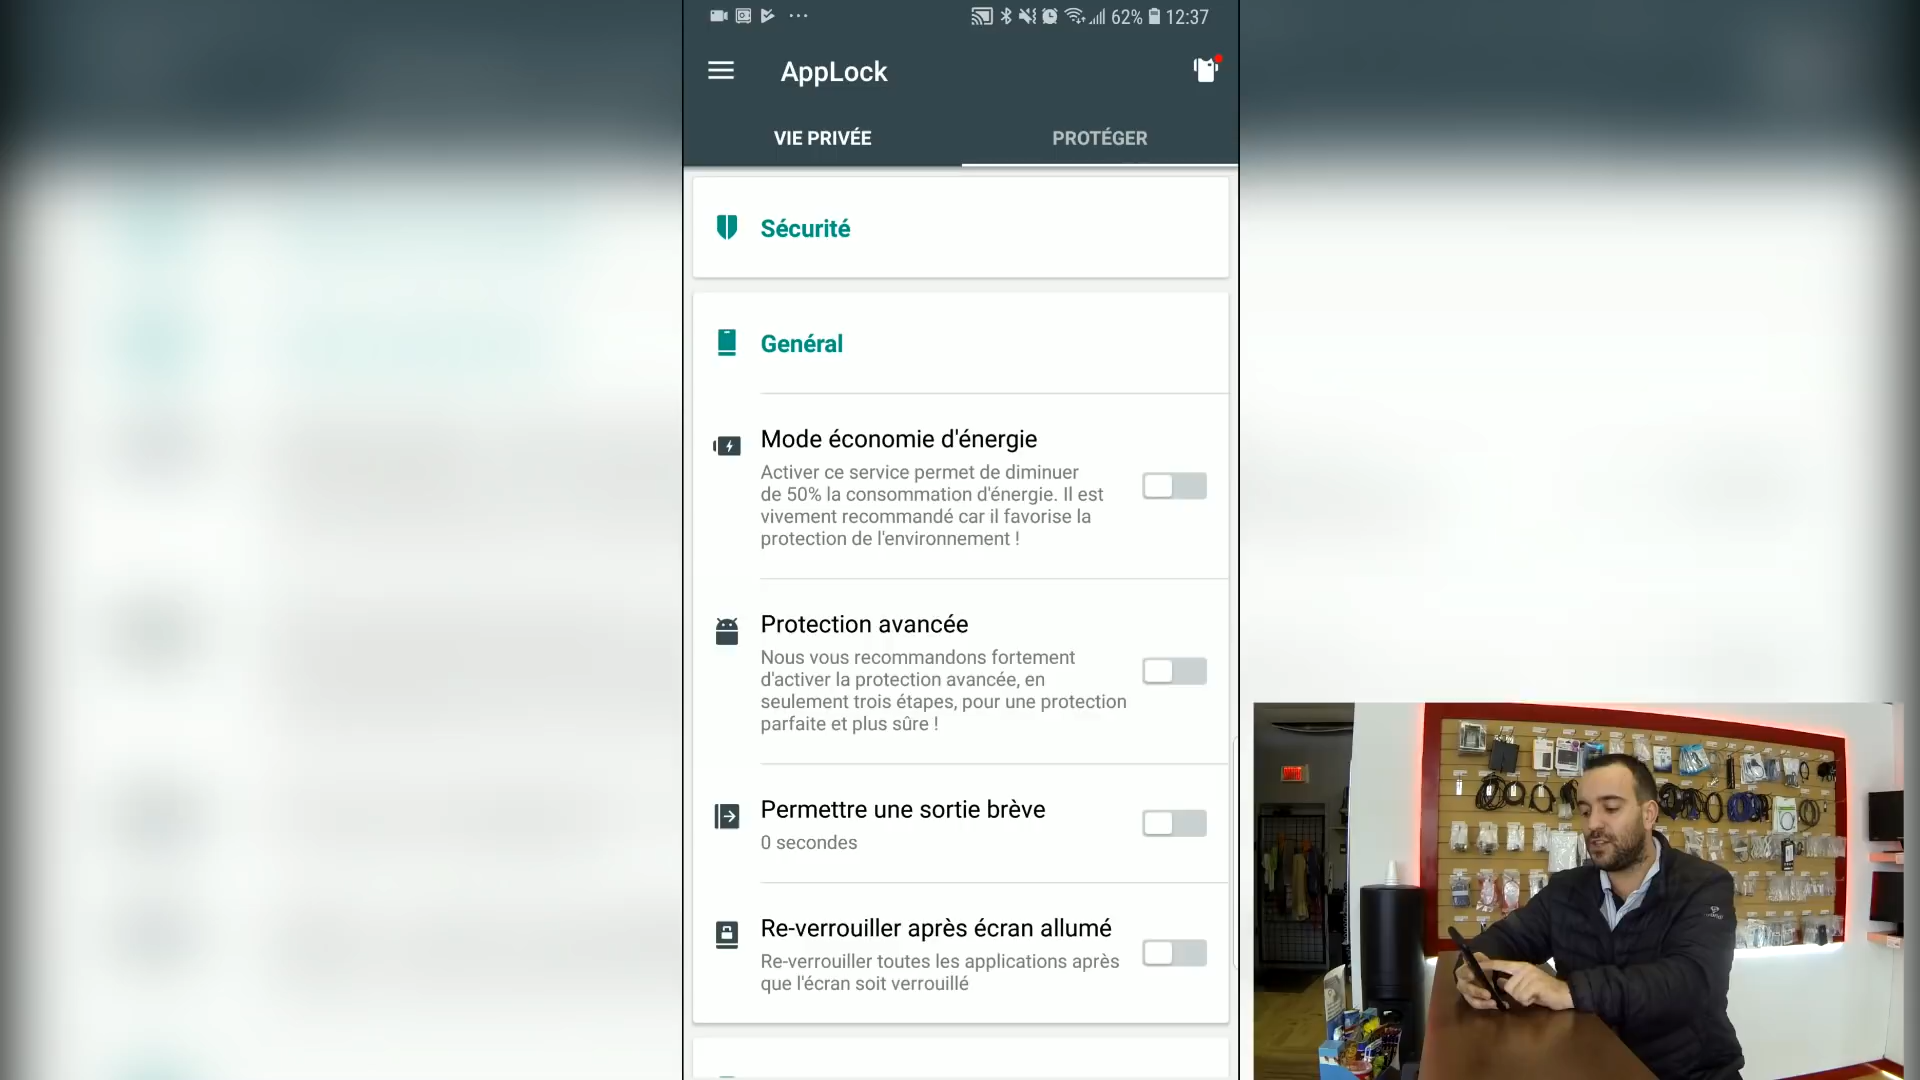 62% 12:37
AppLock
VIE PRIVÉE PROTÉGER
Sécurité
Genéral
Mode économie d'énergie
Activer ce service permet de diminuer
de 50% la consommation d'énergie. Il est
vivement recommandé car il favorise la
protection de l'environnement !
Protection avancée
Nous vous recommandons fortement
d'activer la protection avancée, en
seulement trois étapes, pour une protection
parfaite et plus sûre !
Permettre une sortie brève
0 secondes
Re-verrouiller après écran allumé
Re-verrouiller toutes les applications après
que l'écran soit verrouillé